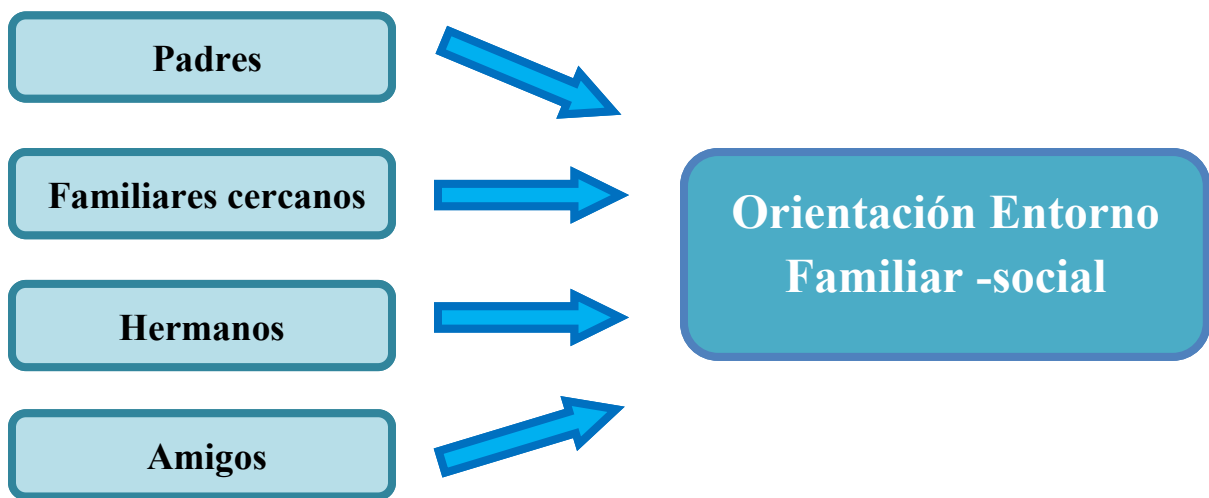 Padres
Familiares cercanos
Hermanos
Amigos
Orientación Entorno
Familiar -social